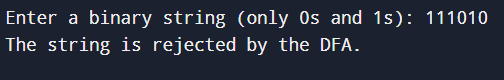 Enter a binary string (only 0s and 1s): 111010
The string is rejected by the DFA.